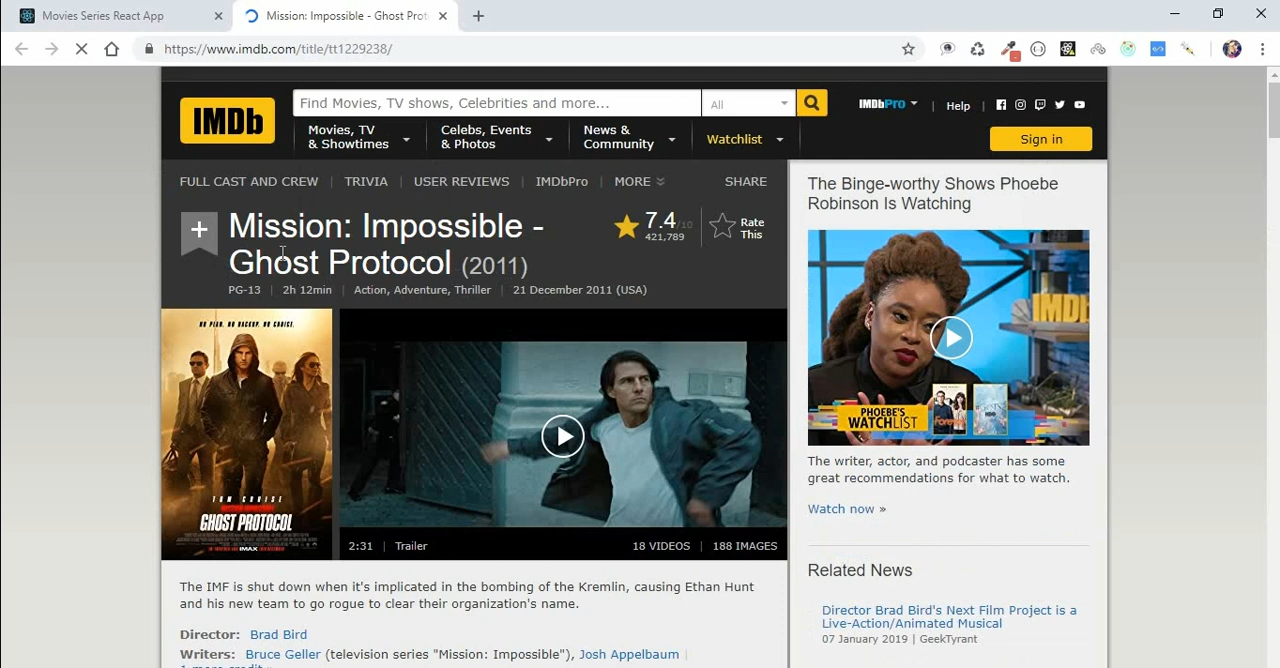 Movies Series React App
Mission: Impossible - Ghost Prot
https://www.imdb.com/title/tt1229238/
IMDb
Find Movies, TV shows, Celebrities and more...
All
IMDbPro
Help
Movies, TV & Showtimes
Celebs, Events & Photos
News & Community
Watchlist
Sign in
FULL CAST AND CREW | TRIVIA | USER REVIEWS | IMDbPro | MORE
SHARE
Mission: Impossible -
Ghost Protocol (2011)
7.4/10
421,789
Rate
This
PG-13 | 2h 12min | Action, Adventure, Thriller | 21 December 2011 (USA)
NO PLAN. NO BACKUP. NO CHOICE.
TOM CRUISE
MISSION: IMPOSSIBLE
GHOST PROTOCOL
2:31 | Trailer
18 VIDEOS | 188 IMAGES
The IMF is shut down when it's implicated in the bombing of the Kremlin, causing Ethan Hunt
and his new team to go rogue to clear their organization's name.
Director: Brad Bird
Writers: Bruce Geller (television series "Mission: Impossible"), Josh Appelbaum |
1 more credit »
The Binge-worthy Shows Phoebe
Robinson Is Watching
IMDb
PHOEBE'S
WATCHLIST
Forever
HBO
The writer, actor, and podcaster has some
great recommendations for what to watch.
Watch now »
Related News
Director Brad Bird's Next Film Project is a
Live-Action/Animated Musical
07 January 2019 | GeekTyrant